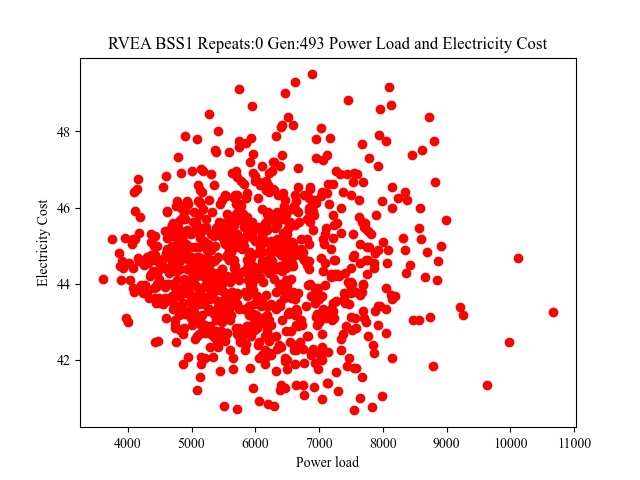 RVEA BSS1 Repeats:0 Gen:493 Power Load and Electricity Cost
48
46
44
42
Electricity Cost
4000 5000 6000 7000 8000 9000 10000 11000
Power load